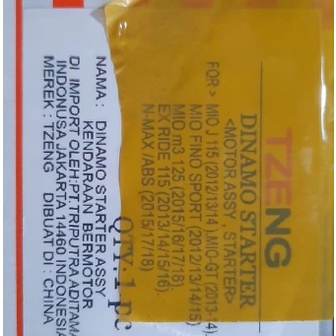 TZENG
DINAMO STARTER
<MOTOR ASSY , STARTER>
FOR > MIO J 115 (2012/13/14 ),MIO-GT (2013-14)
MIO FINO SPORT (2012/13/14/15)
MIO m3 125 (2015/16/17/18)
EX RIDE 115 (2013/14/15/16),
N-MAX /ABS (2015/17/18)
QTY: 1 pc
NAMA : DINAMO STARTER ASSY
KENDARAAN BERMOTOR
DI IMPORT OLEH:PT.TRIPUTRA ADITAMA
INDONUSA JAKARTA 14460 INDONESIA
MEREK : TZENG DIBUAT DI : CHINA